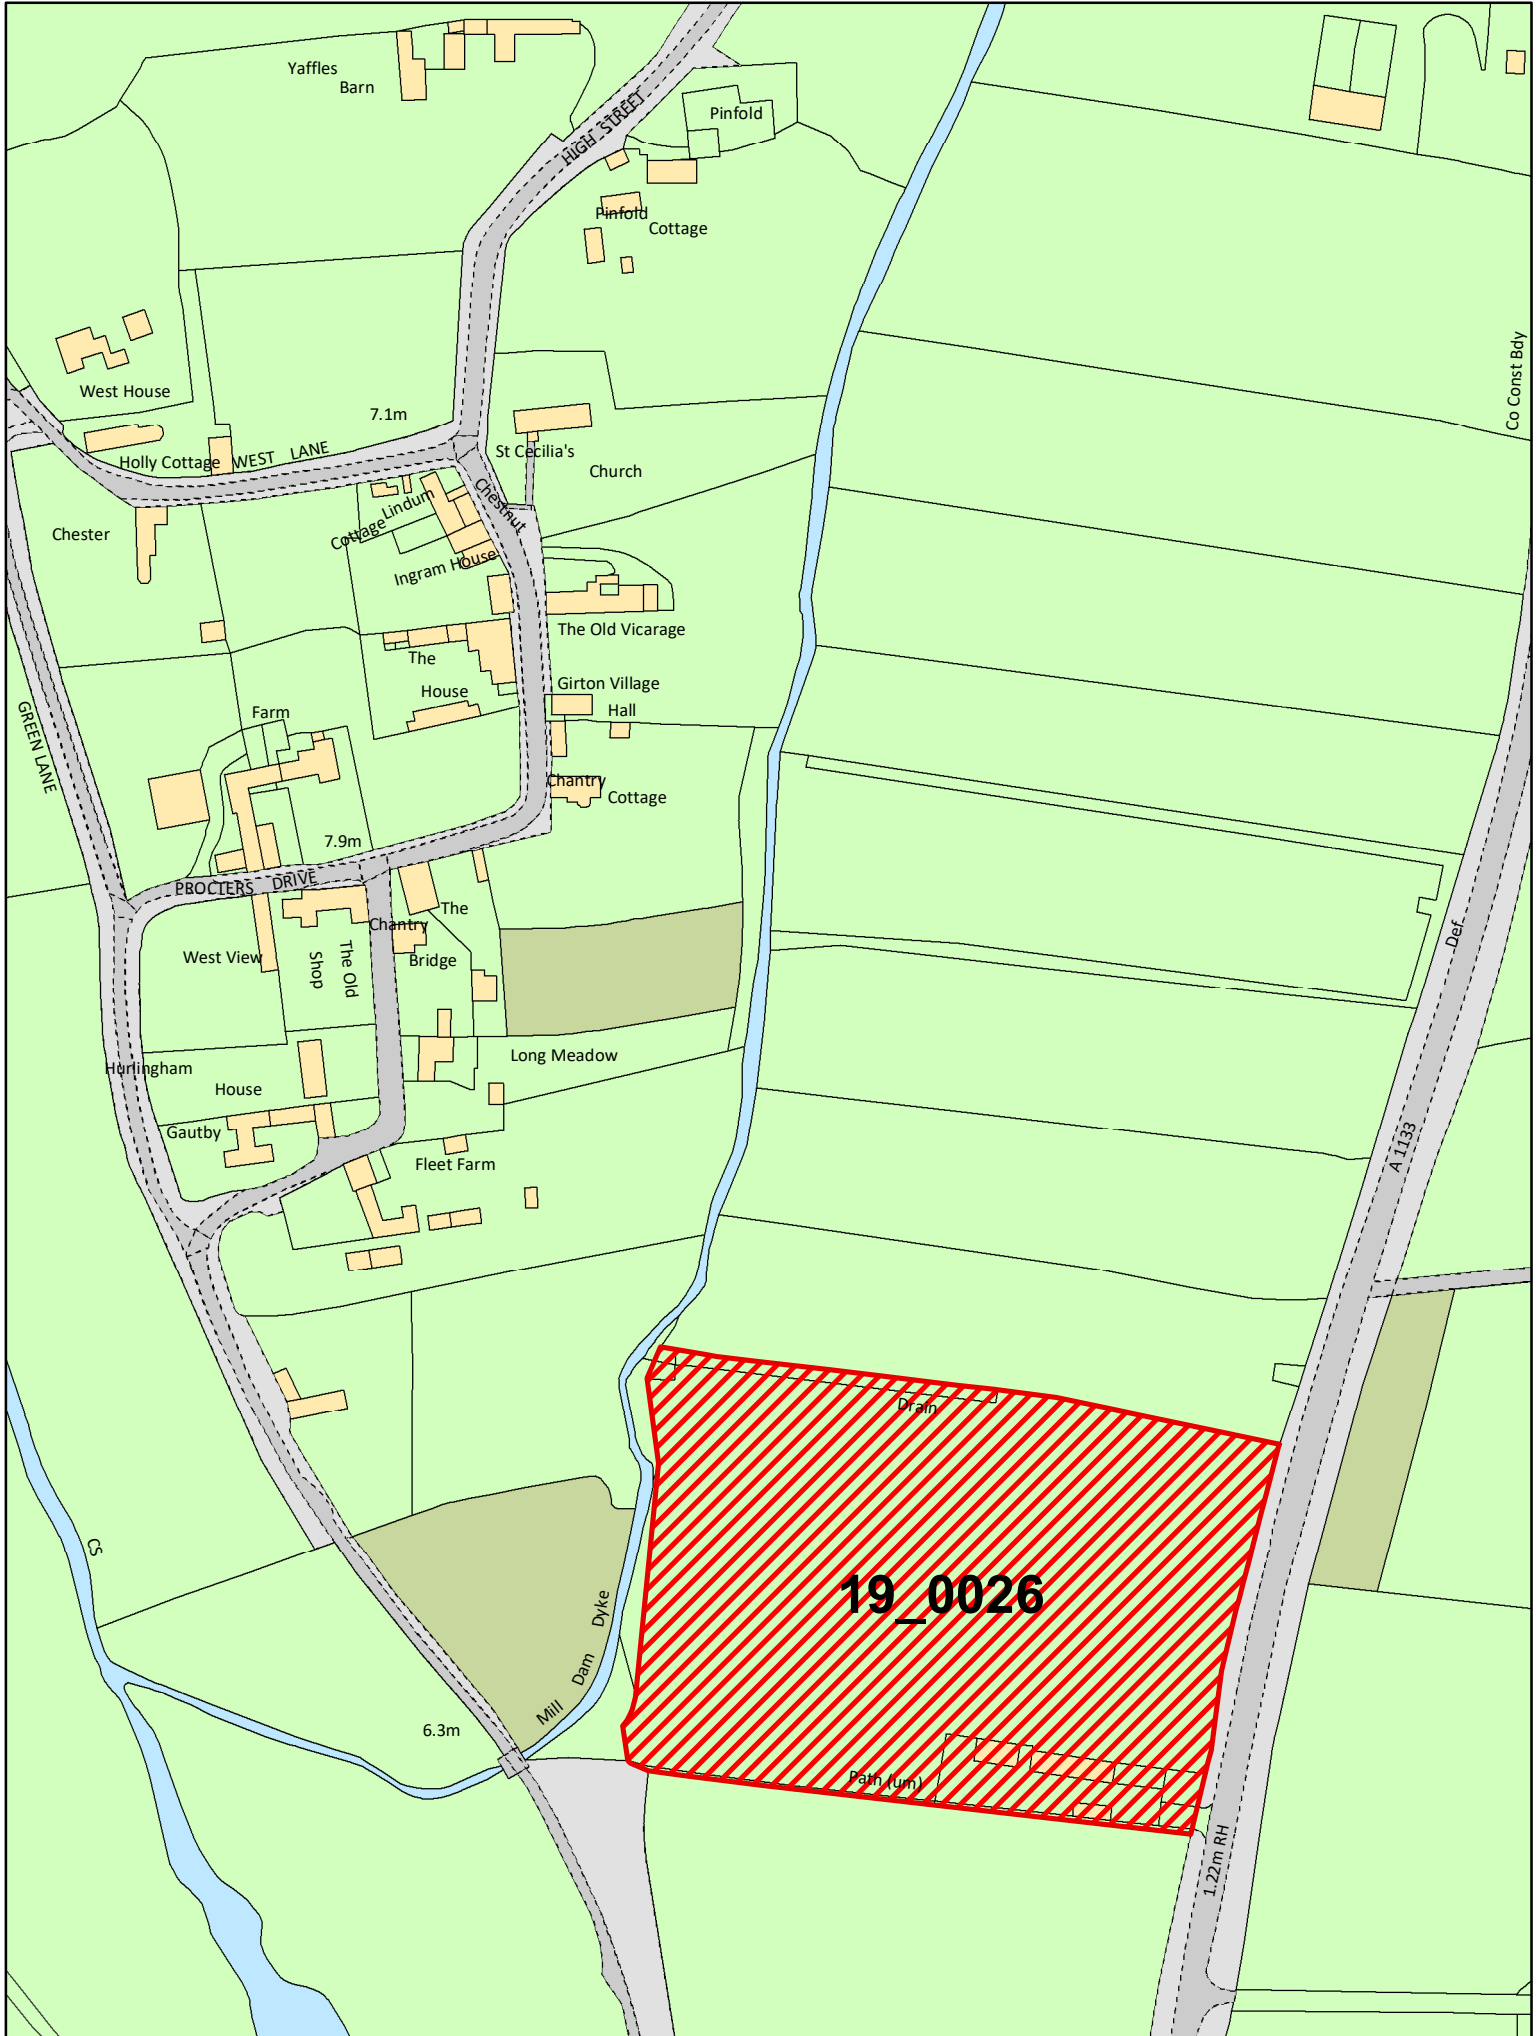 Yaffles
Barn
HIGH STREET
Pinfold
Pinfold
Cottage
Co Const Bdy
West House
7.1m
St Cecilia's
Church
Holly Cottage
WEST LANE
Chestnut
Lindum
Cottage
Chester
Ingram House
The Old Vicarage
The
House
Girton Village
Hall
GREEN LANE
Farm
Chantry
Cottage
7.9m
PROCTERS DRIVE
The
Chantry
Bridge
West View
The Old
Shop
Def
Long Meadow
Hurlingham
House
Gautby
Fleet Farm
A 1133
Drain
CS
19_0026
Mill Dam Dyke
6.3m
Path (um)
1.22m RH